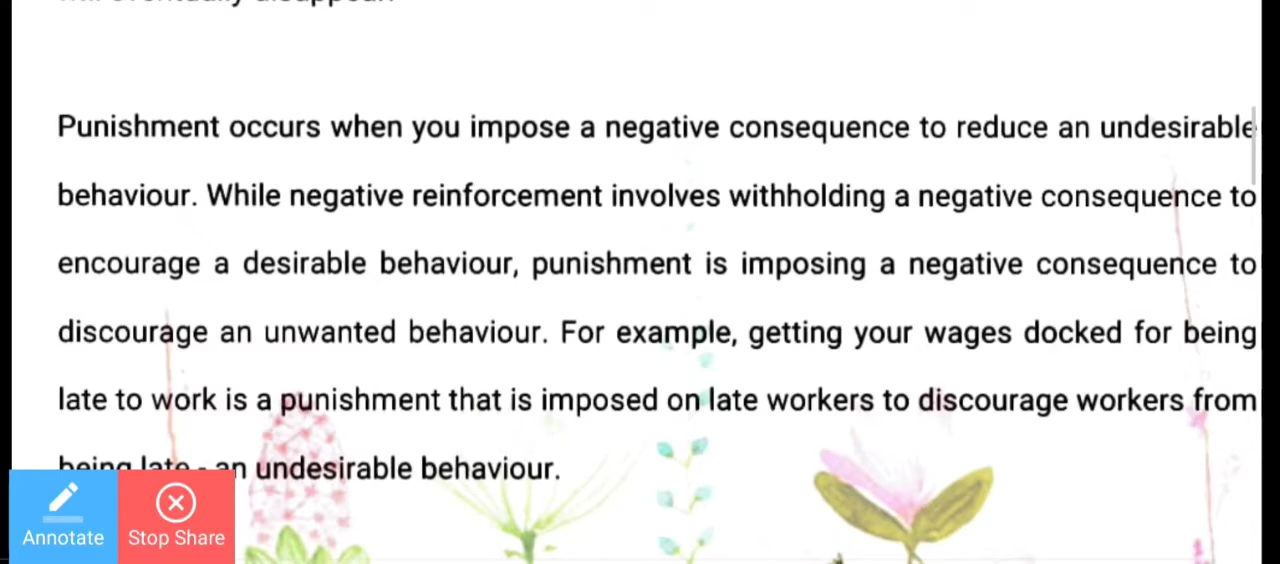 Punishment occurs when you impose a negative consequence to reduce an undesirable
behaviour. While negative reinforcement involves withholding a negative consequence to
encourage a desirable behaviour, punishment is imposing a negative consequence to
discourage an unwanted behaviour. For example, getting your wages docked for being
late to work is a punishment that is imposed on late workers to discourage workers from
being late - an undesirable behaviour.
Annotate
Stop Share